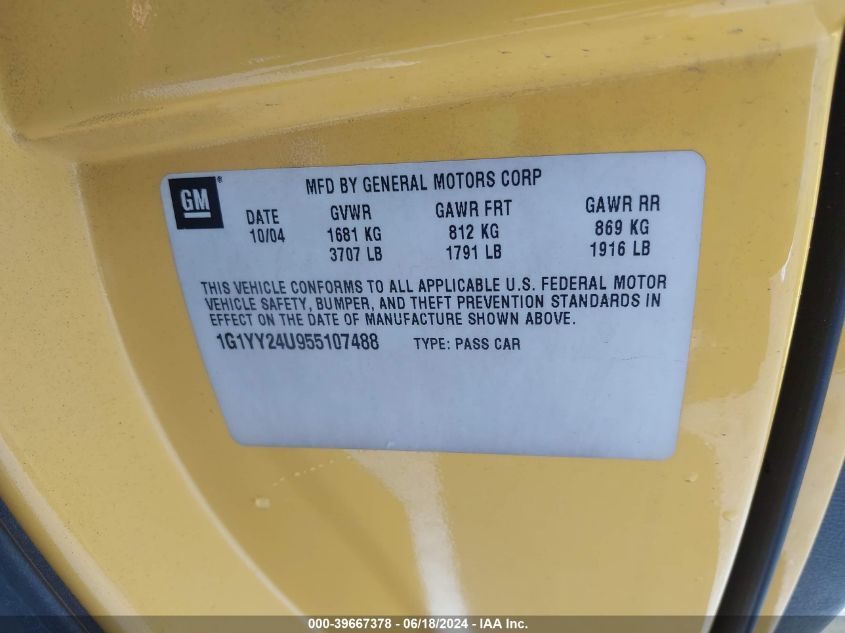 MFD BY GENERAL MOTORS CORP
GM ®
DATE GVWR GAWR FRT GAWR RR
10/04 1681 KG 812 KG 869 KG
3707 LB 1791 LB 1916 LB
THIS VEHICLE CONFORMS TO ALL APPLICABLE U.S. FEDERAL MOTOR
VEHICLE SAFETY, BUMPER, AND THEFT PREVENTION STANDARDS IN
EFFECT ON THE DATE OF MANUFACTURE SHOWN ABOVE.
1G1YY24U955107488 TYPE: PASS CAR
000-39667378 - 06/18/2024 - IAA Inc.